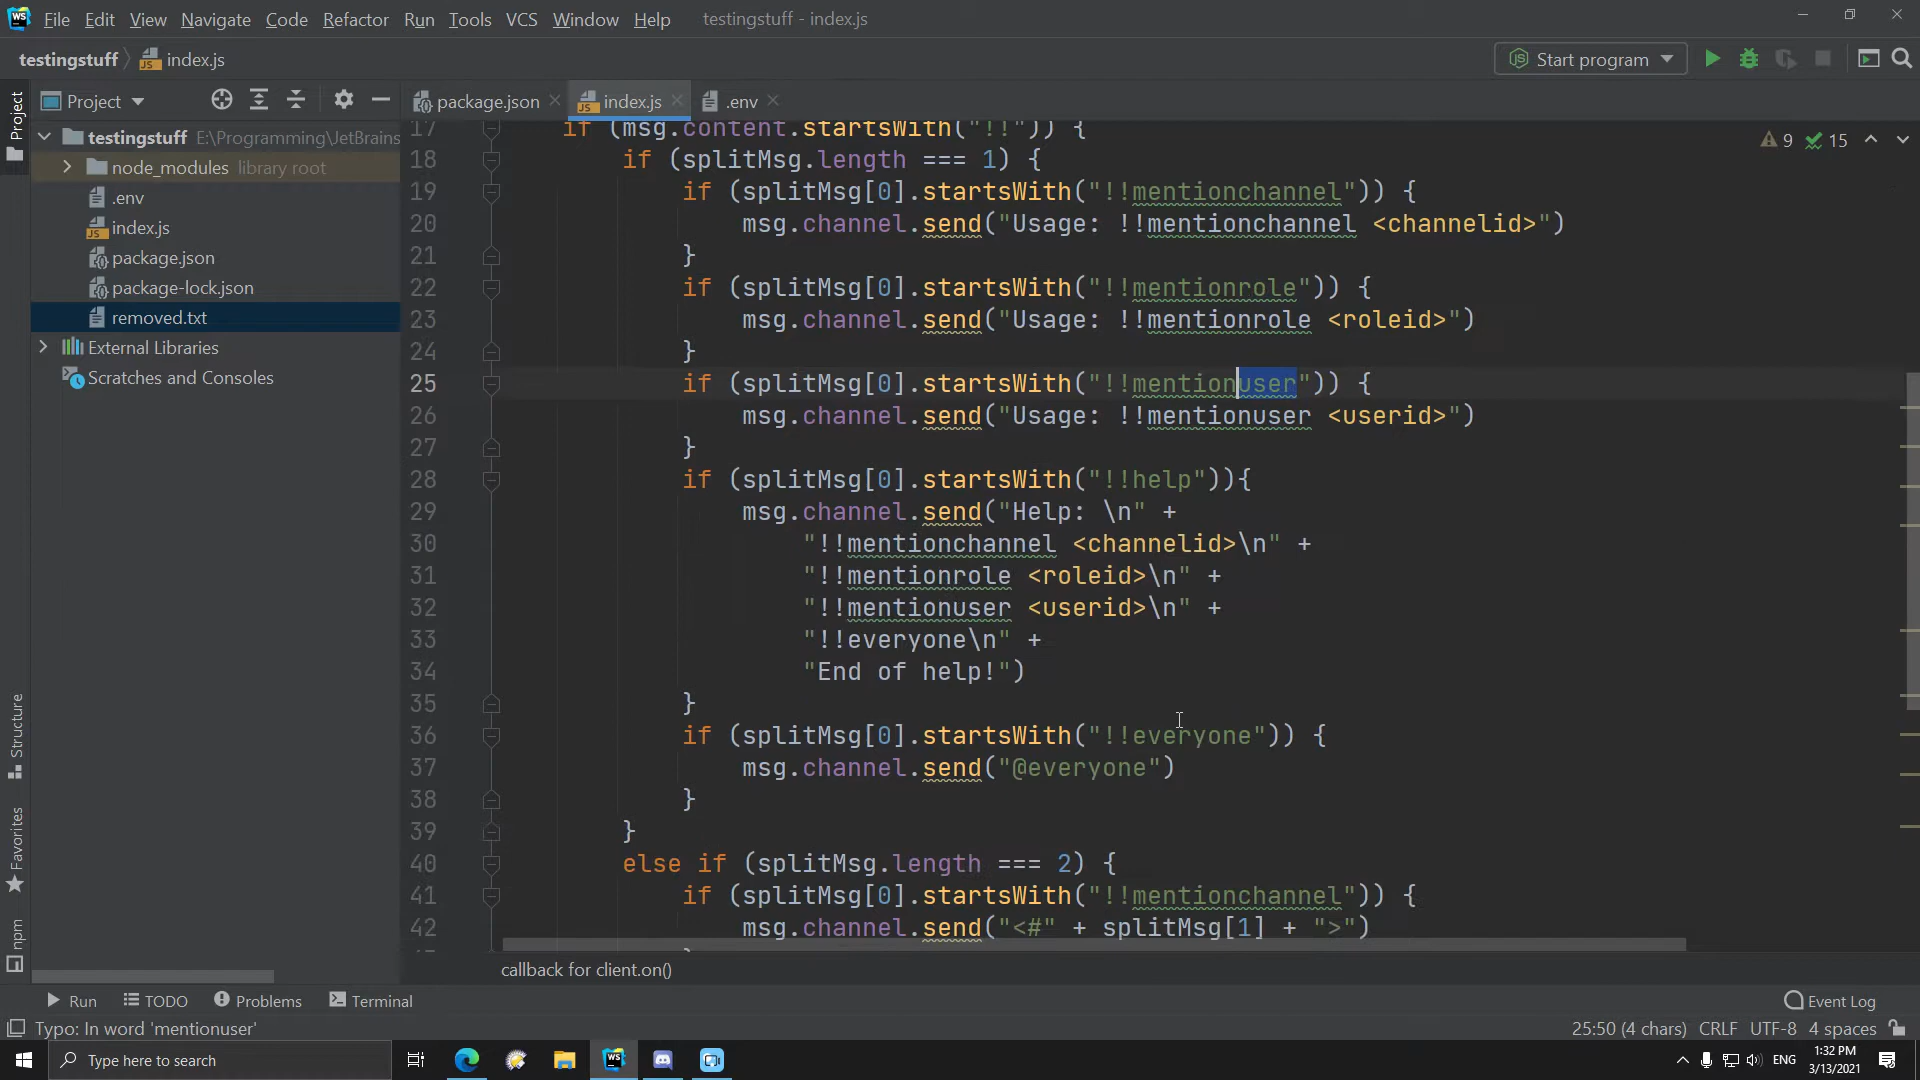 WS File Edit View Navigate Code Refactor Run Tools VCS Window Help testingstuff - index.js
testingstuff index.js Start program
Project
Project package.json index.js .env
testingstuff E:\Programming\JetBrains
node_modules library root
.env
index.js
package.json
package-lock.json
removed.txt
External Libraries
Scratches and Consoles
9 15
17 if (msg.content.startsWith("!!")) {
18 if (splitMsg.length === 1) {
19 if (splitMsg[0].startsWith("!!mentionchannel")) {
20 msg.channel.send("Usage: !!mentionchannel <channelid>")
21 }
22 if (splitMsg[0].startsWith("!!mentionrole")) {
23 msg.channel.send("Usage: !!mentionrole <roleid>")
24 }
25 if (splitMsg[0].startsWith("!!mentionuser")) {
26 msg.channel.send("Usage: !!mentionuser <userid>")
27 }
28 if (splitMsg[0].startsWith("!!help")){
29 msg.channel.send("Help: \n" +
30 "!!mentionchannel <channelid>\n" +
31 "!!mentionrole <roleid>\n" +
32 "!!mentionuser <userid>\n" +
33 "!!everyone\n" +
34 "End of help!")
35 }
36 if (splitMsg[0].startsWith("!!everyone")) {
37 msg.channel.send("@everyone")
38 }
39 }
40 else if (splitMsg.length === 2) {
41 if (splitMsg[0].startsWith("!!mentionchannel")) {
42 msg.channel.send("<#" + splitMsg[1] + ">")
Structure
Favorites
npm
callback for client.on()
Run TODO Problems Terminal Event Log
Typo: In word 'mentionuser' 25:50 (4 chars) CRLF UTF-8 4 spaces
Type here to search WS ENG 1:32 PM
3/13/2021